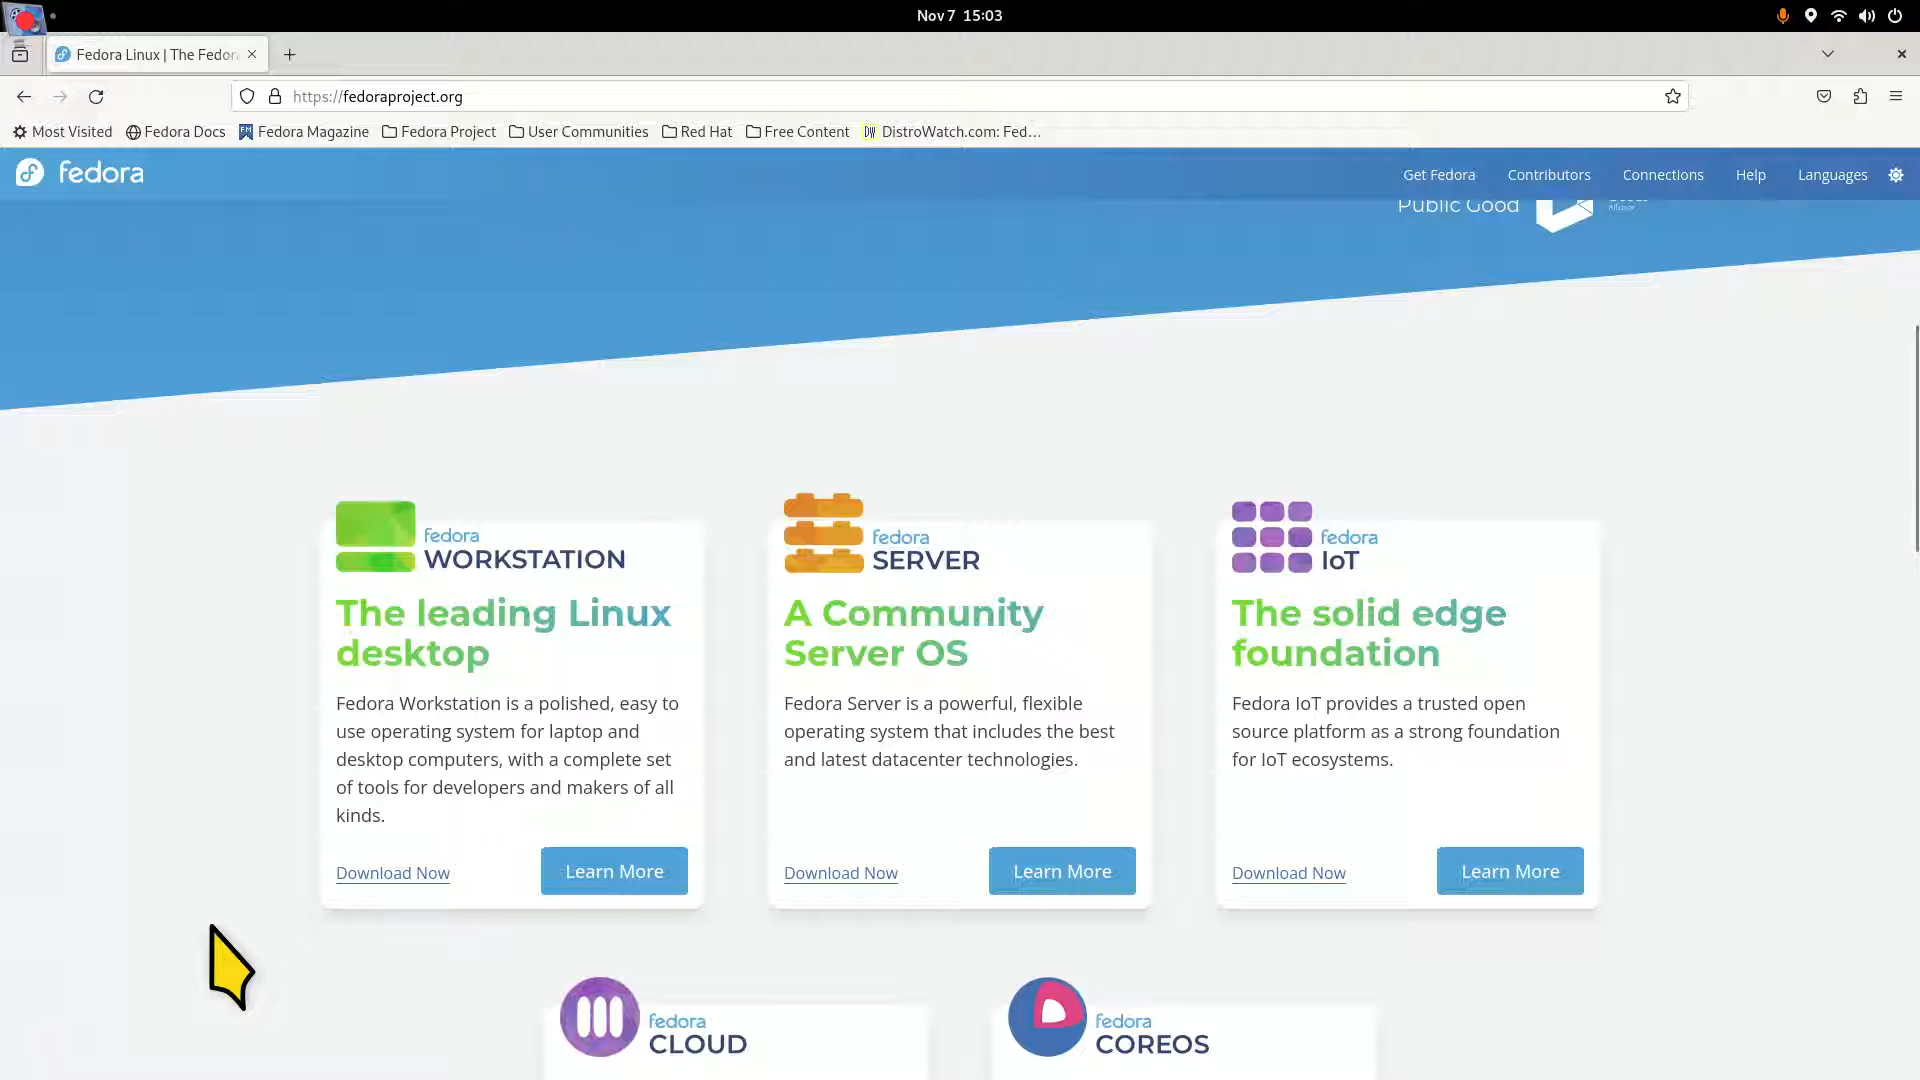 Nov 7 15:03
Fedora Linux | The Fedor
https://fedoraproject.org
Most Visited Fedora Docs Fedora Magazine Fedora Project User Communities Red Hat Free Content DistroWatch.com: Fed…
fedora Get Fedora Contributors Connections Help Languages
Public Good
fedora
WORKSTATION
The leading Linux
desktop
Fedora Workstation is a polished, easy to
use operating system for laptop and
desktop computers, with a complete set
of tools for developers and makers of all
kinds.
Download Now Learn More
fedora
SERVER
A Community
Server OS
Fedora Server is a powerful, flexible
operating system that includes the best
and latest datacenter technologies.
Download Now Learn More
fedora
IoT
The solid edge
foundation
Fedora IoT provides a trusted open
source platform as a strong foundation
for IoT ecosystems.
Download Now Learn More
fedora
CLOUD
fedora
COREOS